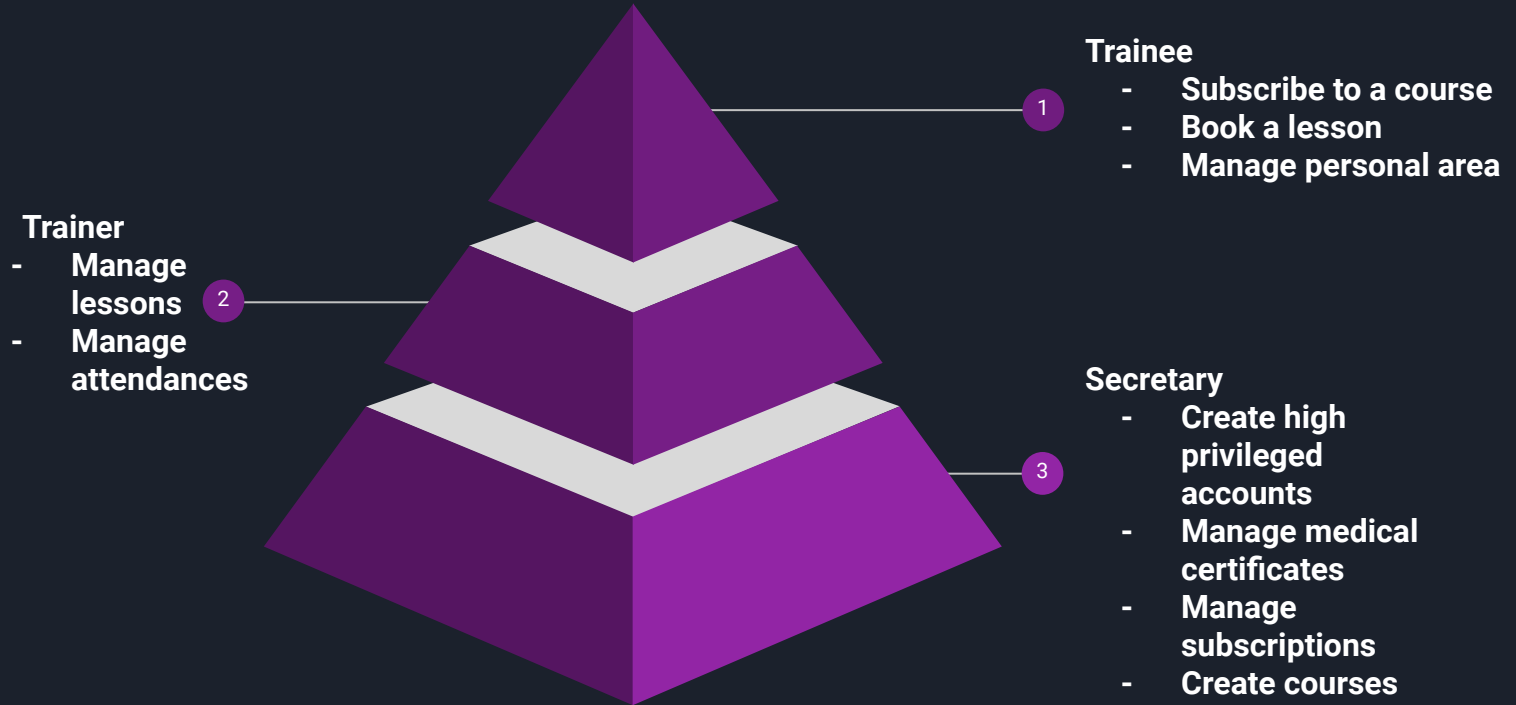 Trainee
- Subscribe to a course
- Book a lesson
- Manage personal area
1
Trainer
- Manage
lessons
- Manage
attendances
2
Secretary
- Create high
privileged
accounts
- Manage medical
certificates
- Manage
subscriptions
- Create courses
3